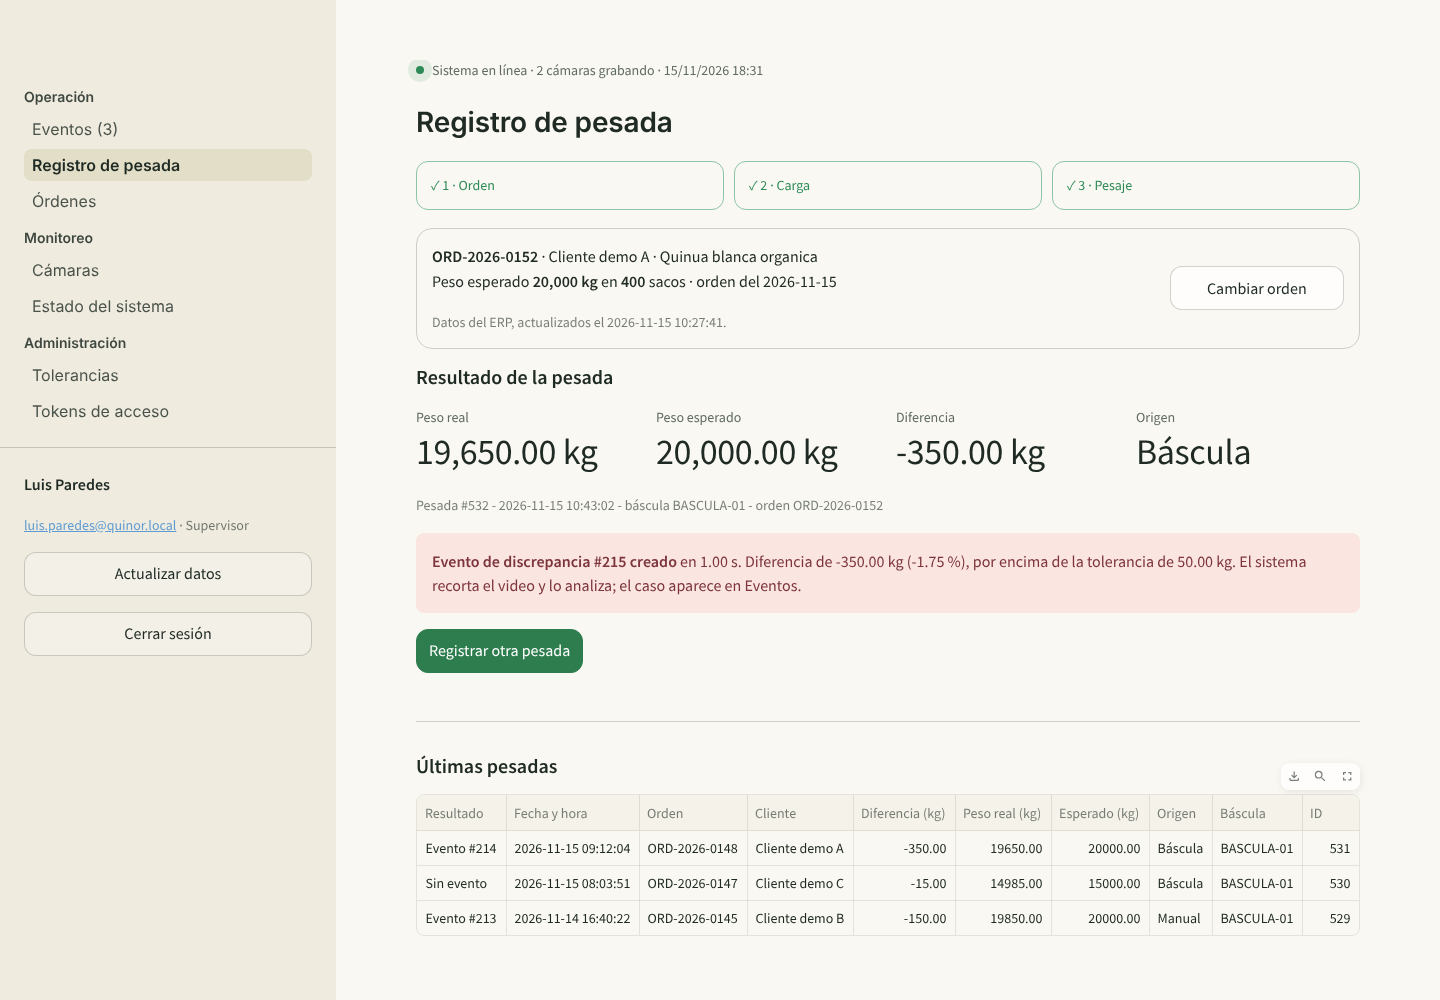 Operación
Eventos (3)
Registro de pesada
Órdenes
Monitoreo
Cámaras
Estado del sistema
Administración
Tolerancias
Tokens de acceso
Luis Paredes
luis.paredes@quinor.local · Supervisor
Actualizar datos
Cerrar sesión
Sistema en línea · 2 cámaras grabando · 15/11/2026 18:31
Registro de pesada
✓ 1 · Orden
✓ 2 · Carga
✓ 3 · Pesaje
ORD-2026-0152 · Cliente demo A · Quinua blanca organica
Peso esperado 20,000 kg en 400 sacos · orden del 2026-11-15
Datos del ERP, actualizados el 2026-11-15 10:27:41.
Cambiar orden
Resultado de la pesada
Peso real Peso esperado Diferencia Origen
19,650.00 kg 20,000.00 kg -350.00 kg Báscula
Pesada #532 - 2026-11-15 10:43:02 - báscula BASCULA-01 - orden ORD-2026-0152
Evento de discrepancia #215 creado en 1.00 s. Diferencia de -350.00 kg (-1.75 %), por encima de la tolerancia de 50.00 kg. El sistema
recorta el video y lo analiza; el caso aparece en Eventos.
Registrar otra pesada
Últimas pesadas
Resultado Fecha y hora Orden Cliente Diferencia (kg) Peso real (kg) Esperado (kg) Origen Báscula ID
Evento #214 2026-11-15 09:12:04 ORD-2026-0148 Cliente demo A -350.00 19650.00 20000.00 Báscula BASCULA-01 531
Sin evento 2026-11-15 08:03:51 ORD-2026-0147 Cliente demo C -15.00 14985.00 15000.00 Báscula BASCULA-01 530
Evento #213 2026-11-14 16:40:22 ORD-2026-0145 Cliente demo B -150.00 19850.00 20000.00 Manual BASCULA-01 529